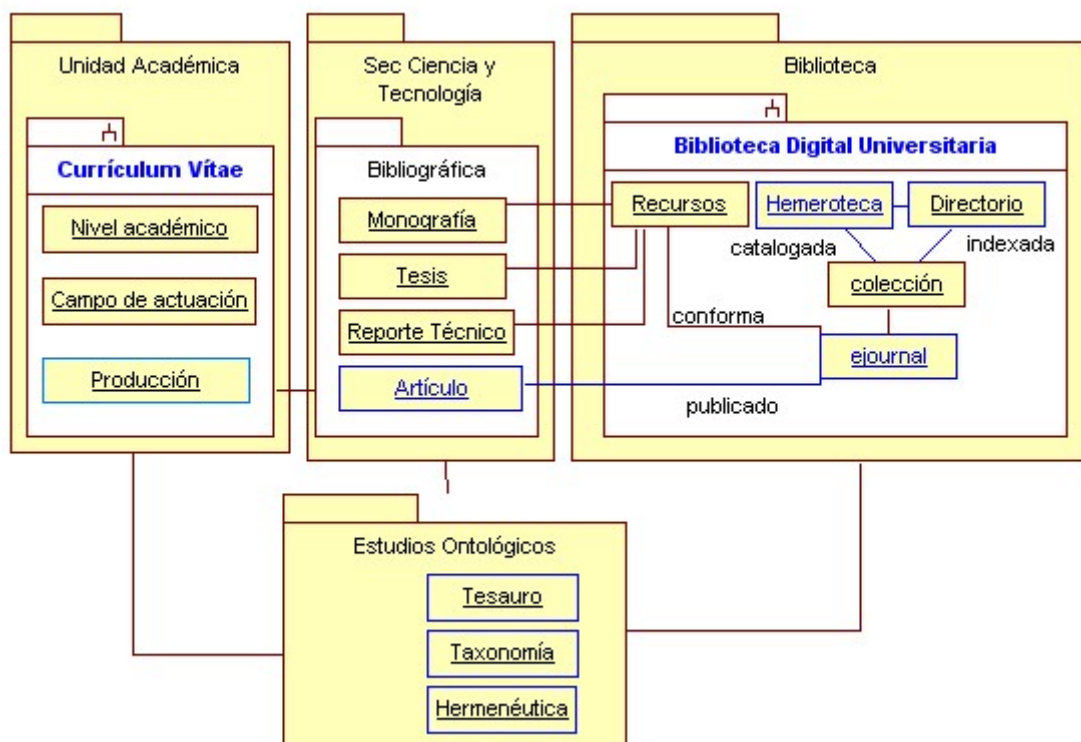 Unidad Académica
Currículum Vítae
Nivel académico
Campo de actuación
Producción
Sec Ciencia y
Tecnología
Bibliográfica
Monografía
Tesis
Reporte Técnico
Artículo
Biblioteca
Biblioteca Digital Universitaria
Recursos
Hemeroteca
Directorio
catalogada
indexada
colección
conforma
ejournal
publicado
Estudios Ontológicos
Tesauro
Taxonomía
Hermenéutica